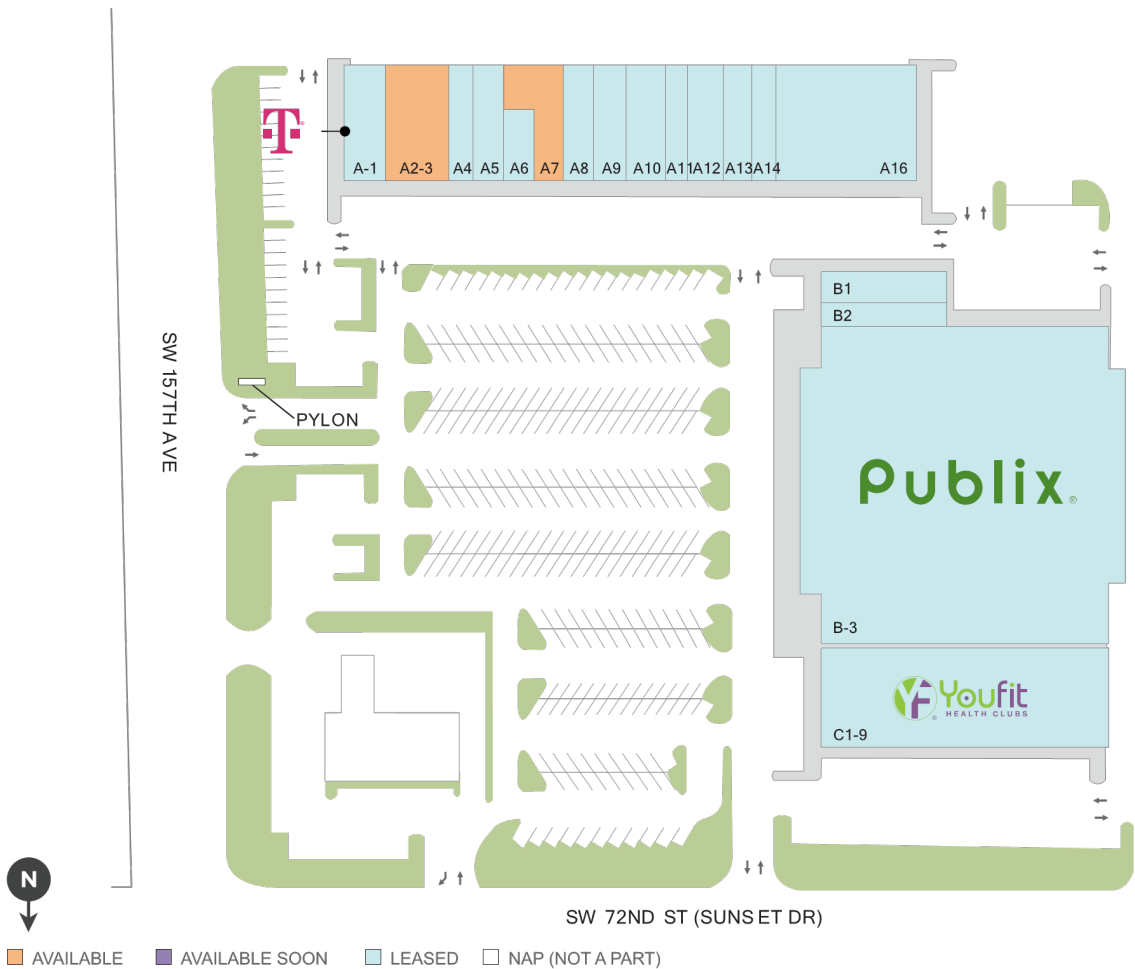 T
A-1
A2-3
A4
A5
A6
A7
A8
A9
A10
A11
A12
A13
A14
A16
B1
B2
SW 157TH AVE
PYLON
Publix®
B-3
YF® Youfit
HEALTH CLUBS
C1-9
N
SW 72ND ST (SUNSET DR)
AVAILABLE
AVAILABLE SOON
LEASED
NAP (NOT A PART)